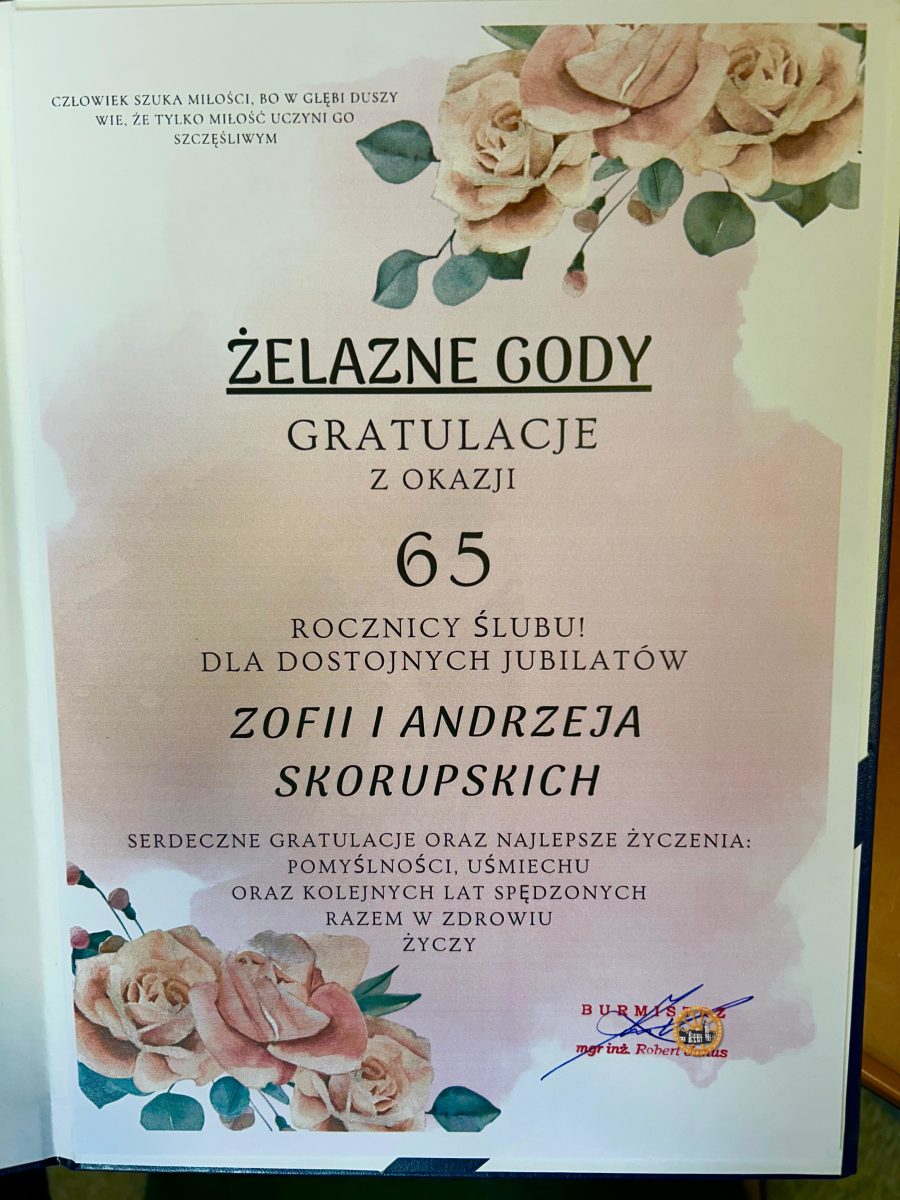 CZŁOWIEK SZUKA MIŁOŚCI, BO W GŁĘBI DUSZY
WIE, ŻE TYLKO MIŁOŚĆ UCZYNI GO
SZCZĘŚLIWYM
ŻELAZNE GODY
GRATULACJE
Z OKAZJI
65
ROCZNICY ŚLUBU!
DLA DOSTOJNYCH JUBILATÓW
ZOFII I ANDRZEJA
SKORUPSKICH
SERDECZNE GRATULACJE ORAZ NAJLEPSZE ŻYCZENIA:
POMYŚLNOŚCI, UŚMIECHU
ORAZ KOLEJNYCH LAT SPĘDZONYCH
RAZEM W ZDROWIU
ŻYCZY
BURMISTRZ
mgr inż. Robert